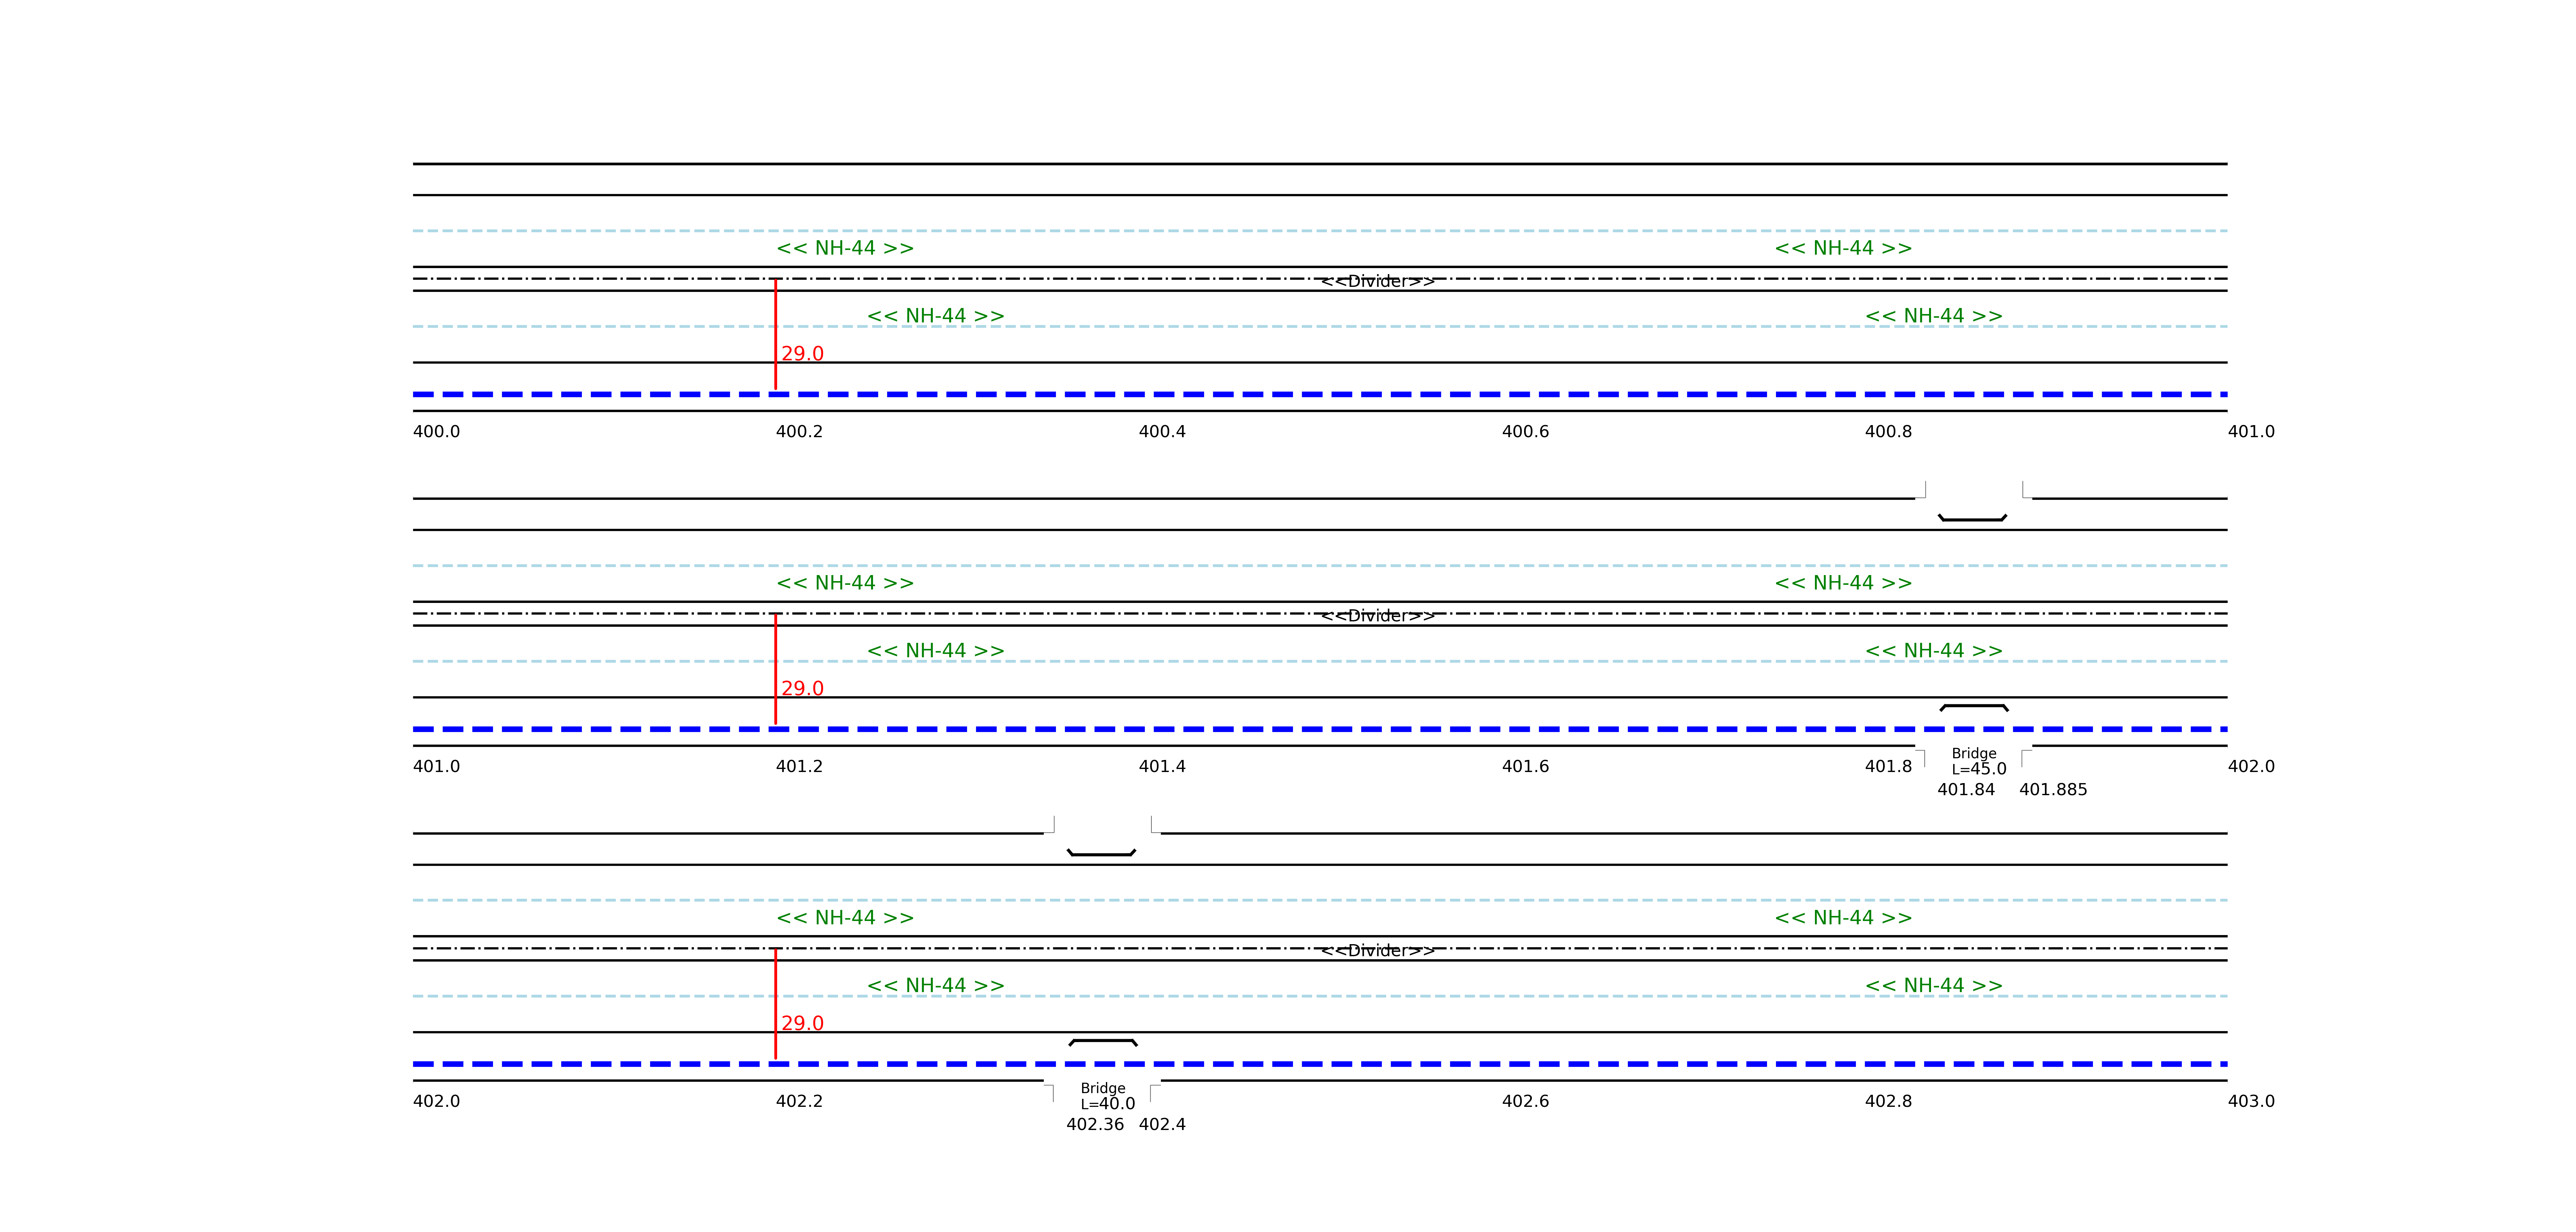 << NH-44 >> << NH-44 >>
<<Divider>>
<< NH-44 >> << NH-44 >>
29.0
400.0 400.2 400.4 400.6 400.8 401.0
<< NH-44 >> << NH-44 >>
<<Divider>>
<< NH-44 >> << NH-44 >>
29.0
Bridge
401.0 401.2 401.4 401.6 401.8 L=45.0 402.0
401.84 401.885
<< NH-44 >> << NH-44 >>
<<Divider>>
<< NH-44 >> << NH-44 >>
29.0
Bridge
402.0 402.2 L=40.0 402.6 402.8 403.0
402.36 402.4